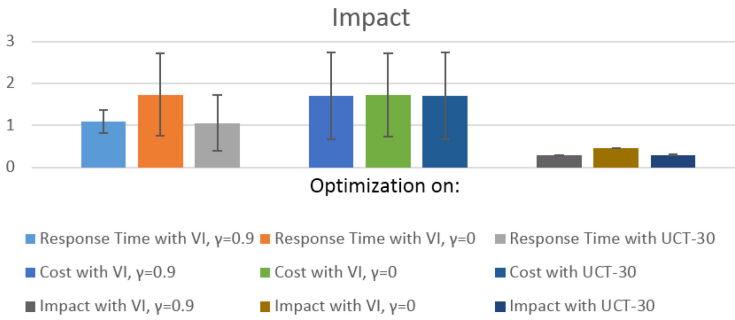 Impact
3
2
1
0
Optimization on:
Response Time with VI, γ=0.9 Response Time with VI, γ=0 Response Time with UCT-30
Cost with VI, γ=0.9 Cost with VI, γ=0 Cost with UCT-30
Impact with VI, γ=0.9 Impact with VI, γ=0 Impact with UCT-30